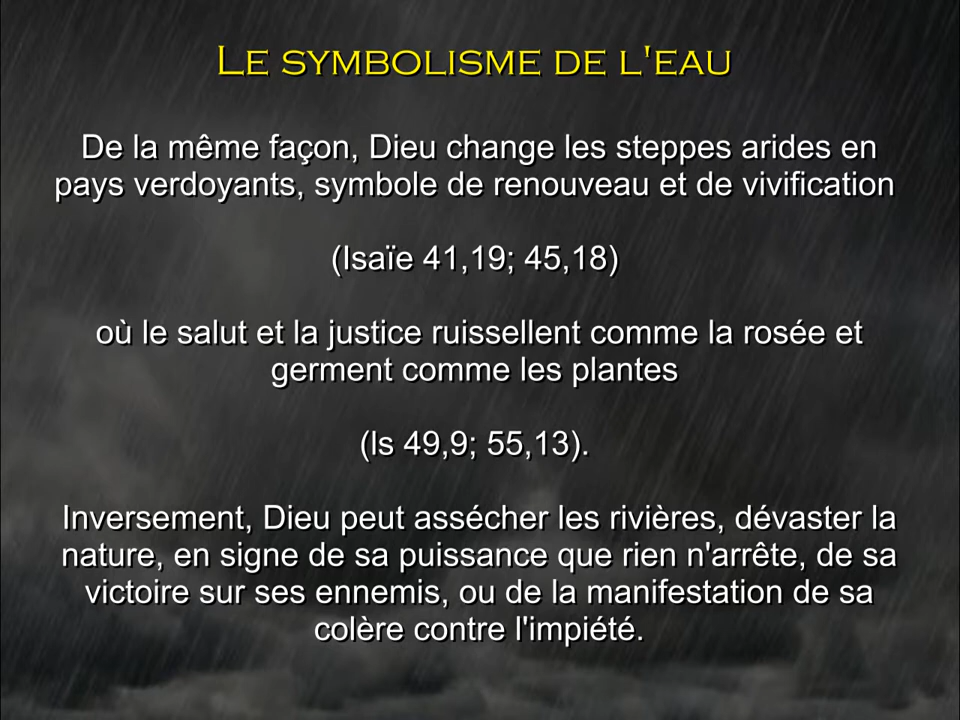 Le symbolisme de l'eau
De la même façon, Dieu change les steppes arides en
pays verdoyants, symbole de renouveau et de vivification
(Isaïe 41,19; 45,18)
où le salut et la justice ruissellent comme la rosée et
germent comme les plantes
(Is 49,9; 55,13).
Inversement, Dieu peut assécher les rivières, dévaster la
nature, en signe de sa puissance que rien n'arrête, de sa
victoire sur ses ennemis, ou de la manifestation de sa
colère contre l'impiété.